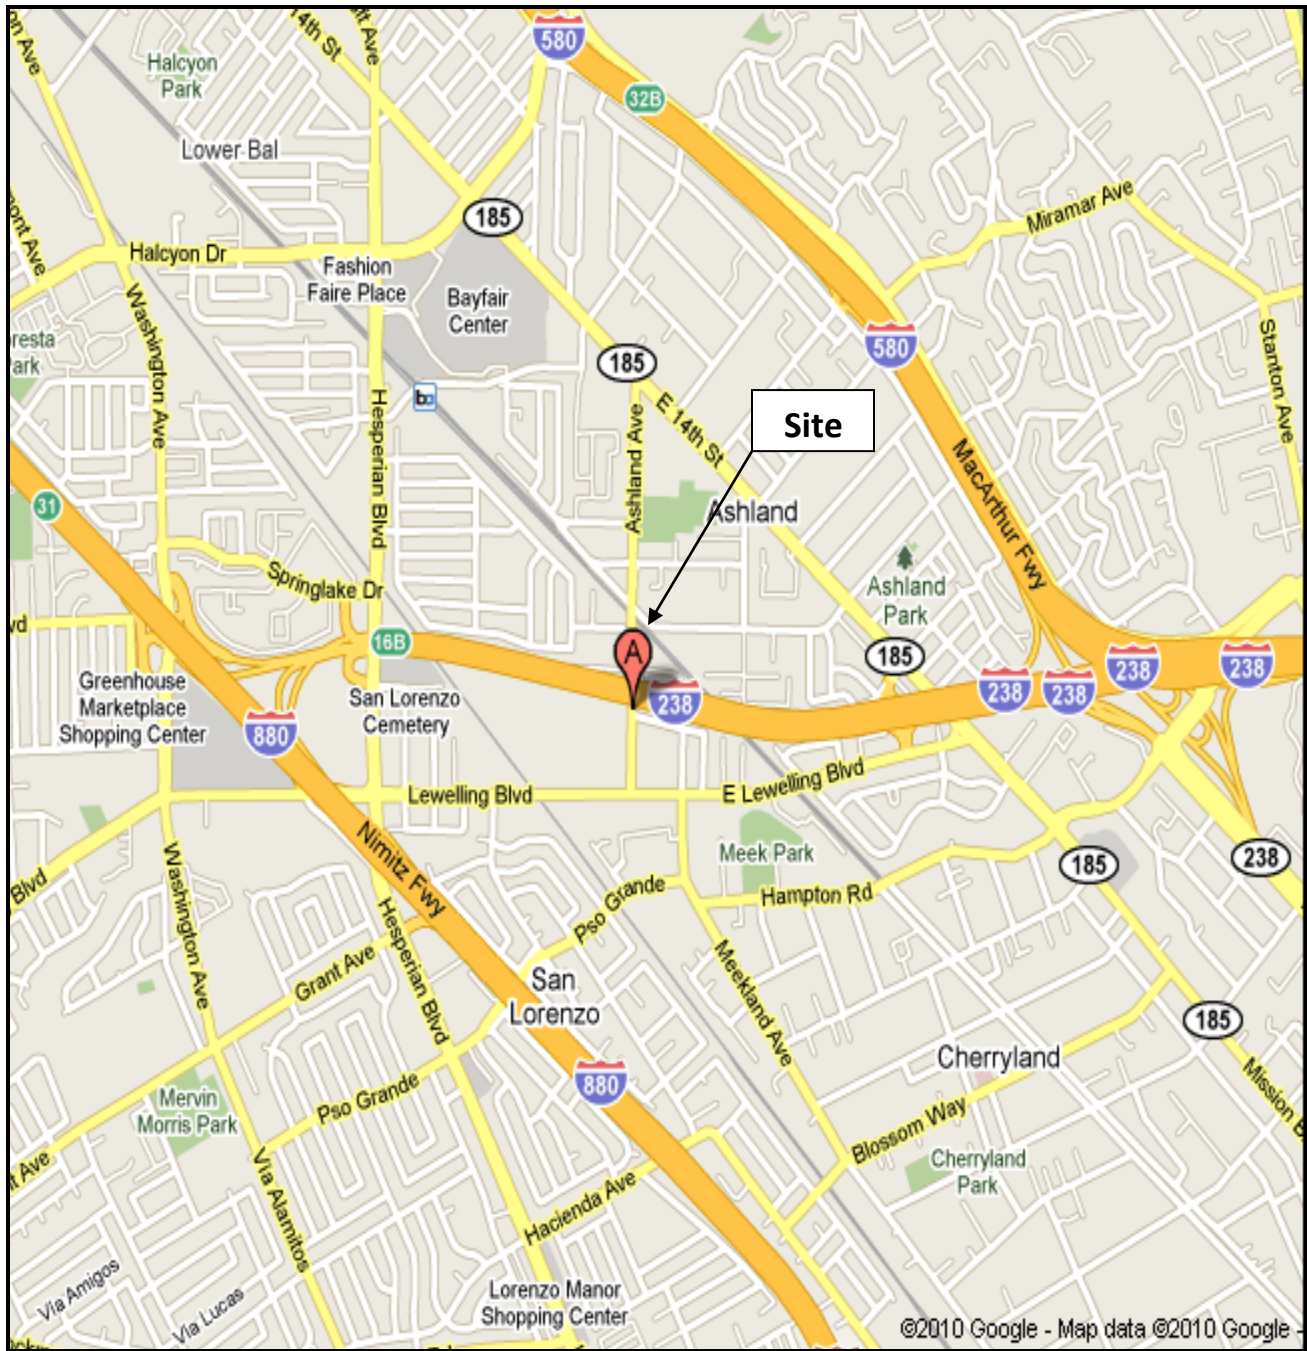 14th St
580
Halcyon
Park
32B
Lower Bal
Miramar Ave
185
Halcyon Dr
Fashion
Faire Place
Bayfair
Center
Washington Ave
580
Stanton Ave
185
Hesperian Blvd
Ashland Ave
E 14th St
Site
MacArthur Fwy
31
Ashland
Springlake Dr
Ashland
Park
16B
A
185
238
238
238
238
238
Greenhouse
Marketplace
Shopping Center
San Lorenzo
Cemetery
880
Lewelling Blvd
E Lewelling Blvd
Nimitz Fwy
Meek Park
185
238
Blvd
Washington Ave
Hesperian Blvd
Pso Grande
Hampton Rd
Grant Ave
San
Lorenzo
Meekland Ave
185
Cherryland
880
Mervin
Morris Park
Pso Grande
Mission B
Blossom Way
Cherryland
Park
Via Alamitos
Hacienda Ave
Via Amigos
Via Lucas
Lorenzo Manor
Shopping Center
©2010 Google - Map data ©2010 Google -